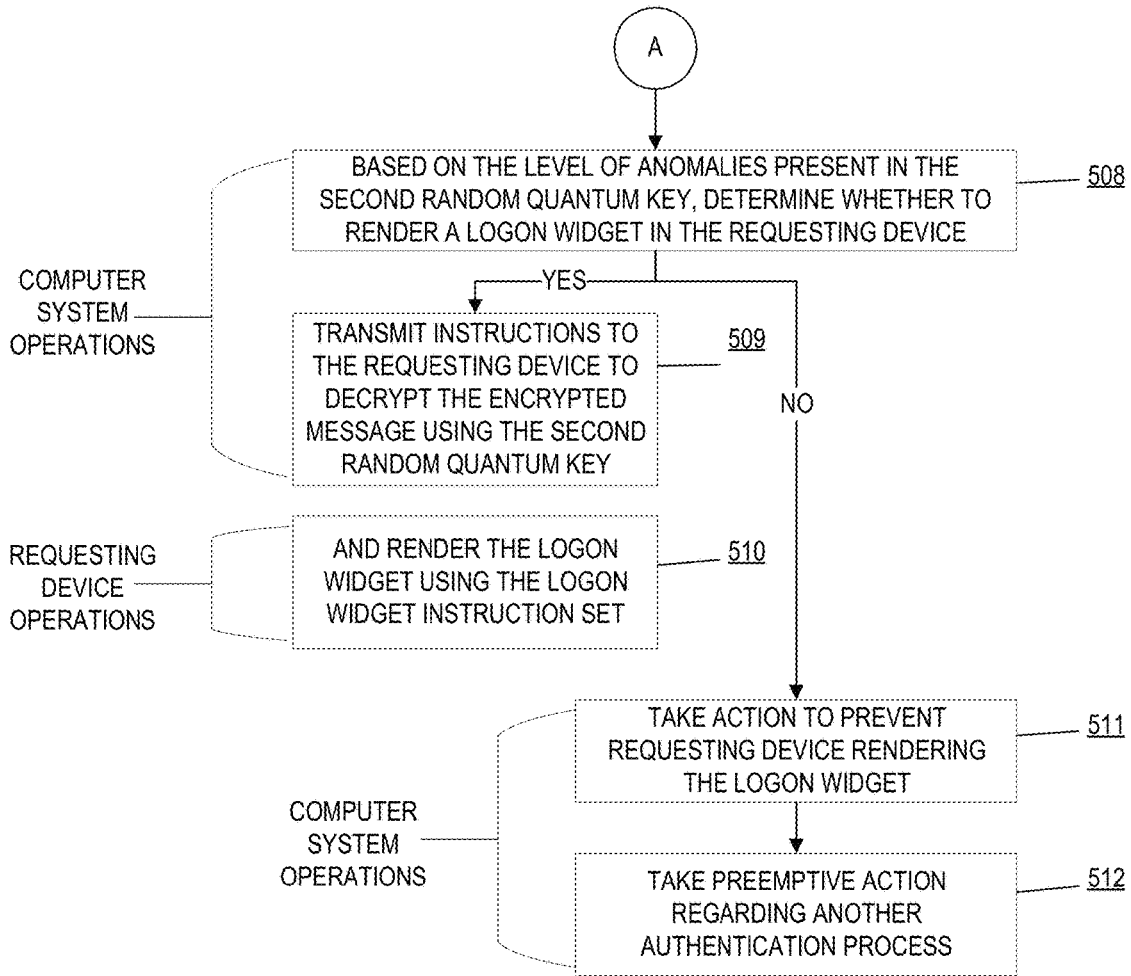 A
BASED ON THE LEVEL OF ANOMALIES PRESENT IN THE
SECOND RANDOM QUANTUM KEY, DETERMINE WHETHER TO
RENDER A LOGON WIDGET IN THE REQUESTING DEVICE
508
COMPUTER
SYSTEM
OPERATIONS
YES
NO
TRANSMIT INSTRUCTIONS TO
THE REQUESTING DEVICE TO
DECRYPT THE ENCRYPTED
MESSAGE USING THE SECOND
RANDOM QUANTUM KEY
509
REQUESTING
DEVICE
OPERATIONS
AND RENDER THE LOGON
WIDGET USING THE LOGON
WIDGET INSTRUCTION SET
510
TAKE ACTION TO PREVENT
REQUESTING DEVICE RENDERING
THE LOGON WIDGET
511
COMPUTER
SYSTEM
OPERATIONS
TAKE PREEMPTIVE ACTION
REGARDING ANOTHER
AUTHENTICATION PROCESS
512